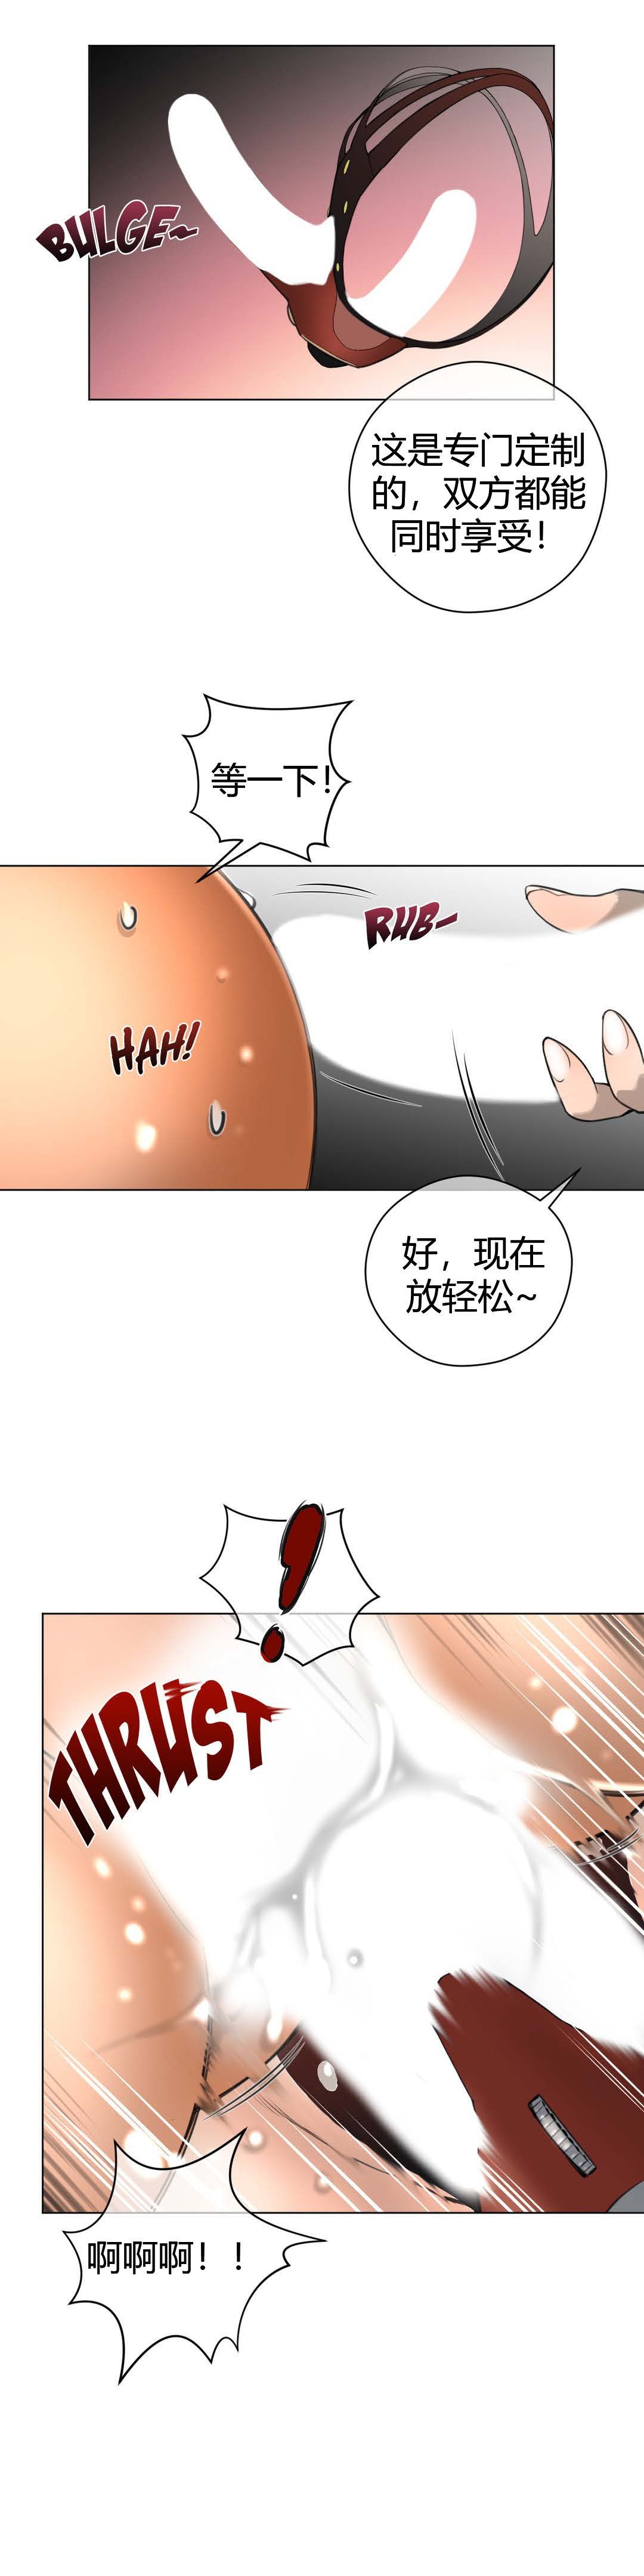 BULGE~
这是专门定制
的，双方都能
同时享受！
等一下！
RUB~
HAH!
好，现在
放轻松~
!
THRUST
啊啊啊！！